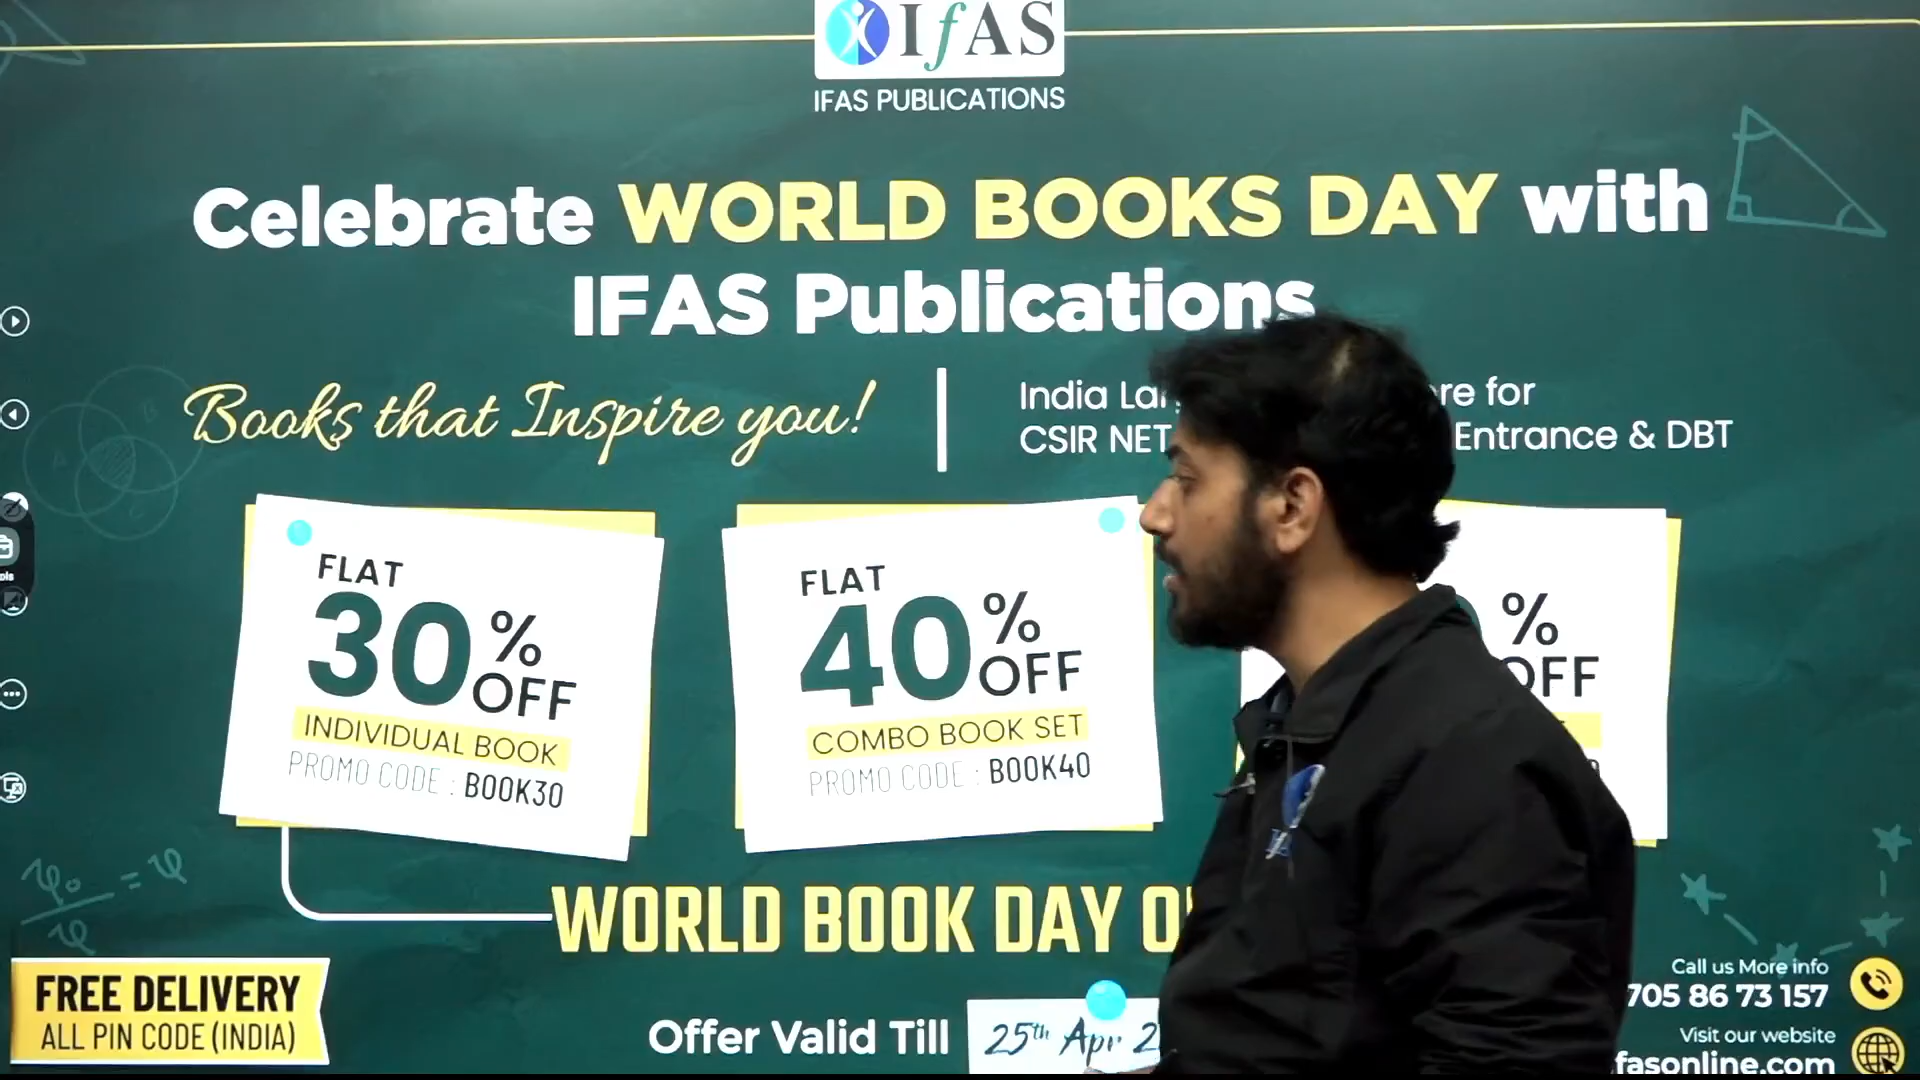 IfAS
IFAS PUBLICATIONS
Celebrate WORLD BOOKS DAY with
IFAS Publications
Books that Inspire you!
India
re for
CSIR NET
Entrance & DBT
FLAT
30% OFF
INDIVIDUAL BOOK
PROMO CODE : BOOK30
FLAT
40% OFF
COMBO BOOK SET
PROMO CODE : BOOK40
% OFF
WORLD BOOK DAY
FREE DELIVERY
ALL PIN CODE (INDIA)
Offer Valid Till 25th Apr
Call us More info
705 86 73 157
Visit our website
fasonline.com
ψ₀/ψ = φ